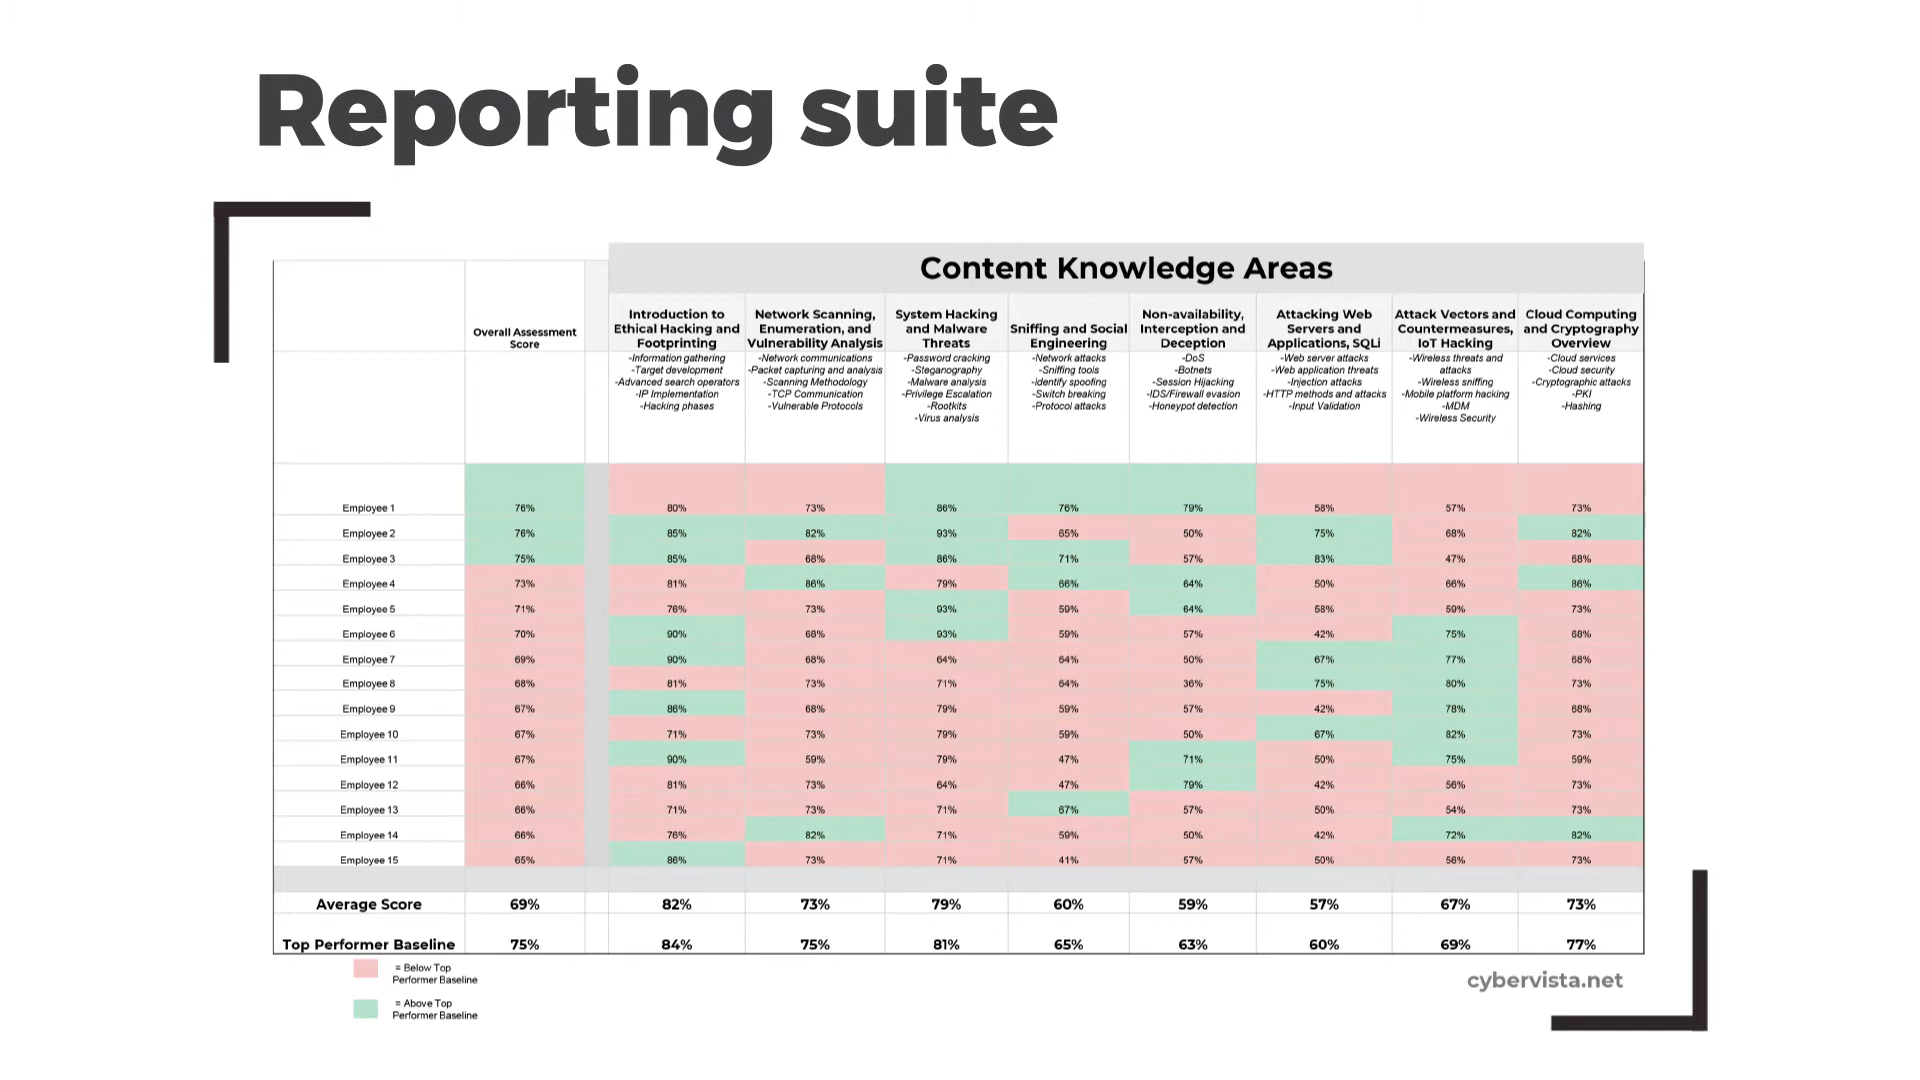 Reporting suite
Content Knowledge Areas
Overall Assessment
Score
Introduction to
Ethical Hacking and
Footprinting
Network Scanning,
Enumeration, and
Vulnerability Analysis
System Hacking
and Malware
Threats
Sniffing and Social
Engineering
Non-availability,
Interception and
Deception
Attacking Web
Servers and
Applications, SQLi
Attack Vectors and
Countermeasures,
IoT Hacking
Cloud Computing
and Cryptography
Overview
-Information gathering
-Target development
-Advanced search operators
-IP Implementation
-Hacking phases
-Network communications
-Packet capturing and analysis
-Scanning Methodology
-TCP Communication
-Vulnerable Protocols
-Password cracking
-Steganography
-Malware analysis
-Privilege Escalation
-Rootkits
-Virus analysis
-Network attacks
-Sniffing tools
-Identify spoofing
-Switch breaking
-Protocol attacks
-DoS
-Botnets
-Session Hijacking
-IDS/Firewall evasion
-Honeypot detection
-Web server attacks
-Web application threats
-Injection attacks
-HTTP methods and attacks
-Input Validation
-Wireless threats and
attacks
-Wireless sniffing
-Mobile platform hacking
-MDM
-Wireless Security
-Cloud services
-Cloud security
-Cryptographic attacks
-PKI
-Hashing
Employee 1 76% 80% 73% 86% 76% 79% 58% 57% 73%
Employee 2 76% 85% 82% 93% 65% 50% 75% 68% 82%
Employee 3 75% 85% 68% 86% 71% 57% 83% 47% 68%
Employee 4 73% 81% 86% 79% 66% 64% 50% 66% 86%
Employee 5 71% 76% 73% 93% 59% 64% 58% 59% 73%
Employee 6 70% 90% 68% 93% 59% 57% 42% 75% 68%
Employee 7 69% 90% 68% 64% 64% 50% 67% 77% 68%
Employee 8 68% 81% 73% 71% 64% 36% 75% 80% 73%
Employee 9 67% 86% 68% 79% 59% 57% 42% 78% 68%
Employee 10 67% 71% 73% 79% 59% 50% 67% 82% 73%
Employee 11 67% 90% 59% 79% 47% 71% 50% 75% 59%
Employee 12 66% 81% 73% 64% 47% 79% 42% 56% 73%
Employee 13 66% 71% 73% 71% 67% 57% 50% 54% 73%
Employee 14 66% 76% 82% 71% 59% 50% 42% 72% 82%
Employee 15 65% 86% 73% 71% 41% 57% 50% 56% 73%
Average Score 69% 82% 73% 79% 60% 59% 57% 67% 73%
Top Performer Baseline 75% 84% 75% 81% 65% 63% 60% 69% 77%
= Below Top
Performer Baseline
= Above Top
Performer Baseline
cybervista.net